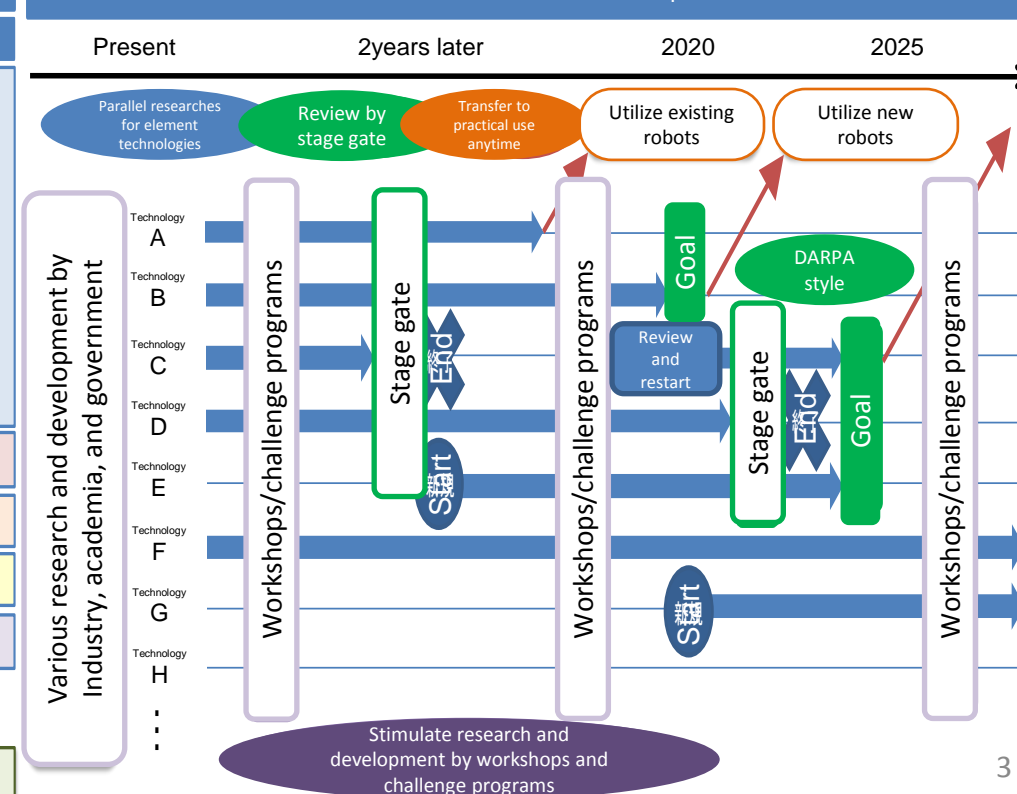 Present
2years later
2020
2025
Parallel researches
for element
technologies
Review by
stage gate
Transfer to
practical use
anytime
Utilize existing
robots
Utilize new
robots
Various research and development by
Industry, academia, and government
Technology
A
Technology
B
Technology
C
Technology
D
Technology
E
Technology
F
Technology
G
Technology
H
Workshops/challenge programs
Stage gate
End
Start
Workshops/challenge programs
Goal
Review
and
restart
Start
DARPA
style
Stage gate
End
Goal
Workshops/challenge programs
Stimulate research and
development by workshops and
challenge programs
3